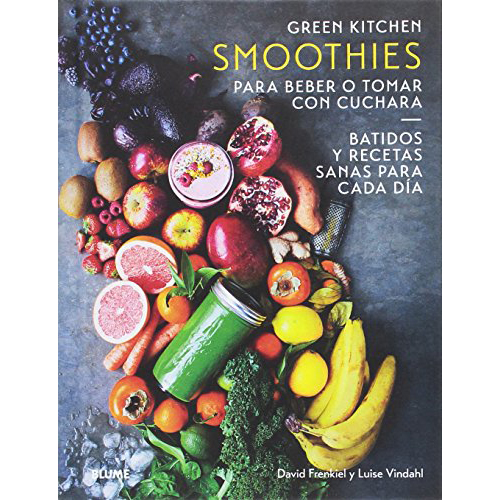 GREEN KITCHEN
SMOOTHIES
PARA BEBER O TOMAR
CON CUCHARA
BATIDOS
Y RECETAS
SANAS PARA
CADA DÍA
David Frenkiel y Luise Vindahl
BLUME